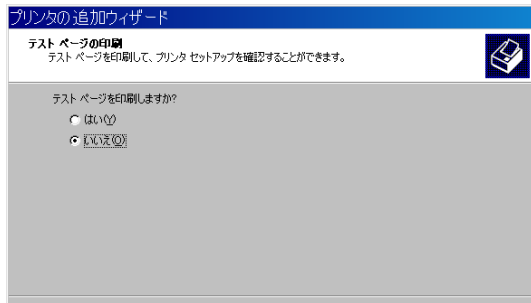 プリンタの追加ウィザード
テスト ページの印刷
テスト ページを印刷して、プリンタ セットアップを確認することができます。
テスト ページを印刷しますか?
はい(Y)
いいえ(O)